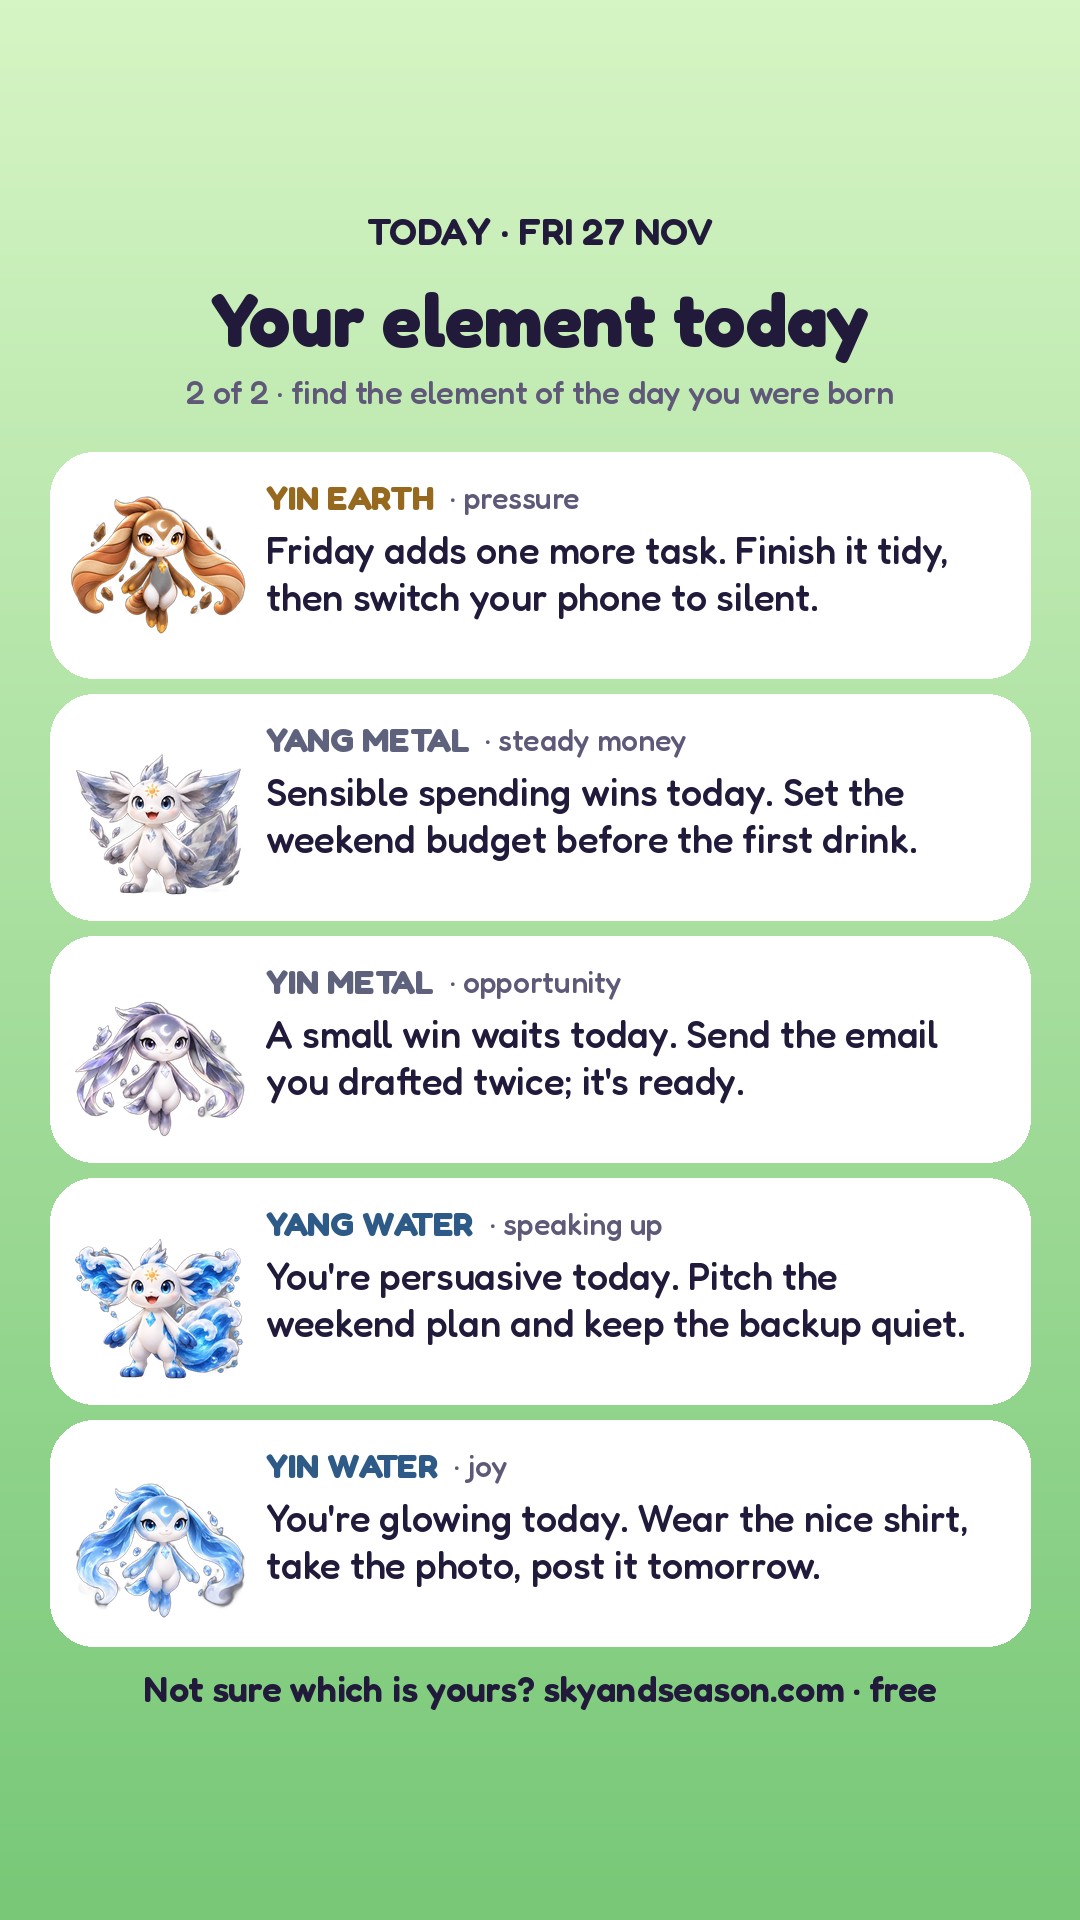 TODAY · FRI 27 NOV
Your element today
2 of 2 · find the element of the day you were born
YIN EARTH · pressure
Friday adds one more task. Finish it tidy,
then switch your phone to silent.
YANG METAL · steady money
Sensible spending wins today. Set the
weekend budget before the first drink.
YIN METAL · opportunity
A small win waits today. Send the email
you drafted twice; it's ready.
YANG WATER · speaking up
You're persuasive today. Pitch the
weekend plan and keep the backup quiet.
YIN WATER · joy
You're glowing today. Wear the nice shirt,
take the photo, post it tomorrow.
Not sure which is yours? skyandseason.com · free